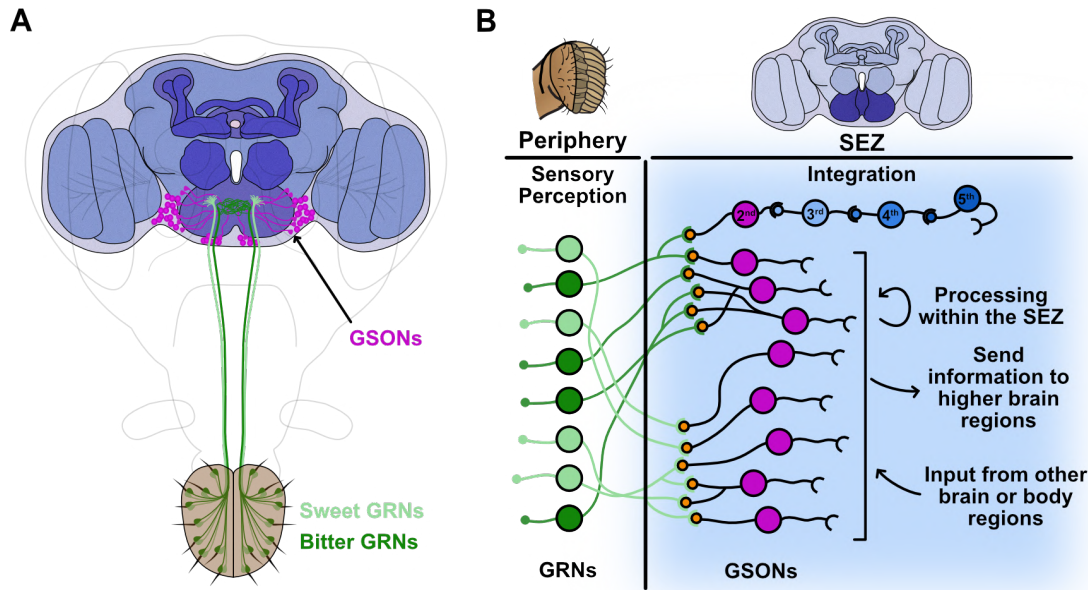 A
GSONs
Sweet GRNs
Bitter GRNs
B
Periphery
SEZ
Sensory
Perception
Integration
2nd
3rd
4th
5th
Processing
within the SEZ
Send
information to
higher brain
regions
Input from other
brain or body
regions
GRNs
GSONs